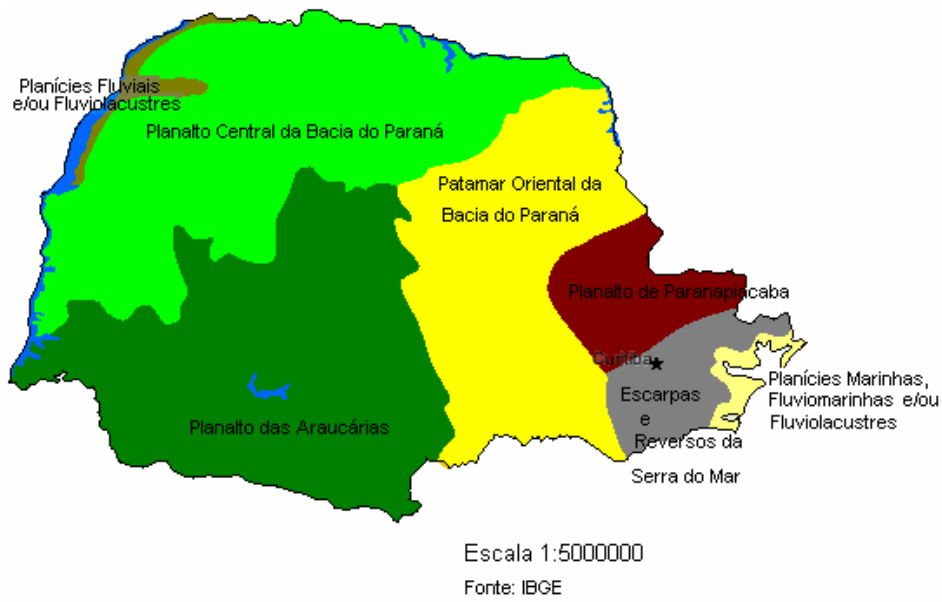 Planícies Fluviais
e/ou Fluviolacustres
Planalto Central da Bacia do Paraná
Patamar Oriental da
Bacia do Paraná
Planalto de Paranapiacaba
Curitiba
Planícies Marinhas,
Fluviomarinhas e/ou
Fluviolacustres
Escarpas
e
Reversos da
Serra do Mar
Planalto das Araucárias
Escala 1:5000000
Fonte: IBGE